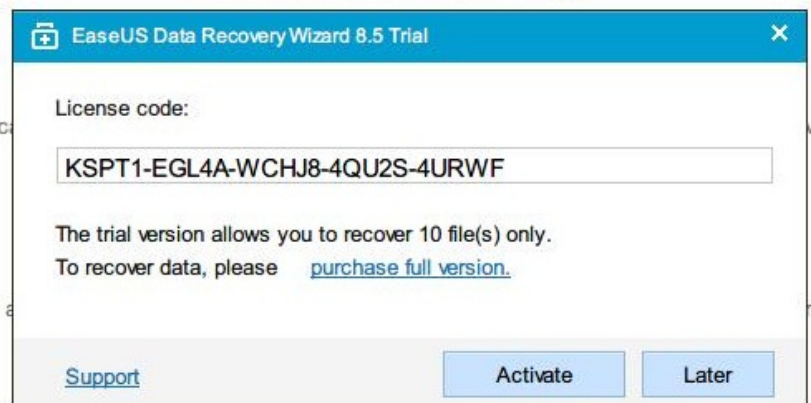 EaseUS Data Recovery Wizard 8.5 Trial
License code:
KSPT1-EGL4A-WCHJ8-4QU2S-4URWF
The trial version allows you to recover 10 file(s) only.
To recover data, please purchase full version.
Support
Activate
Later